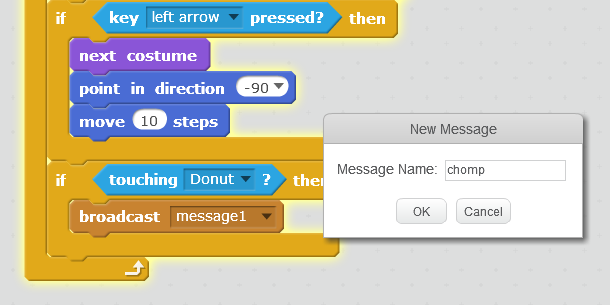 if key left arrow pressed? then
next costume
point in direction -90
move 10 steps
New Message
Message Name: chomp
if touching Donut ? then
broadcast message1
OK Cancel